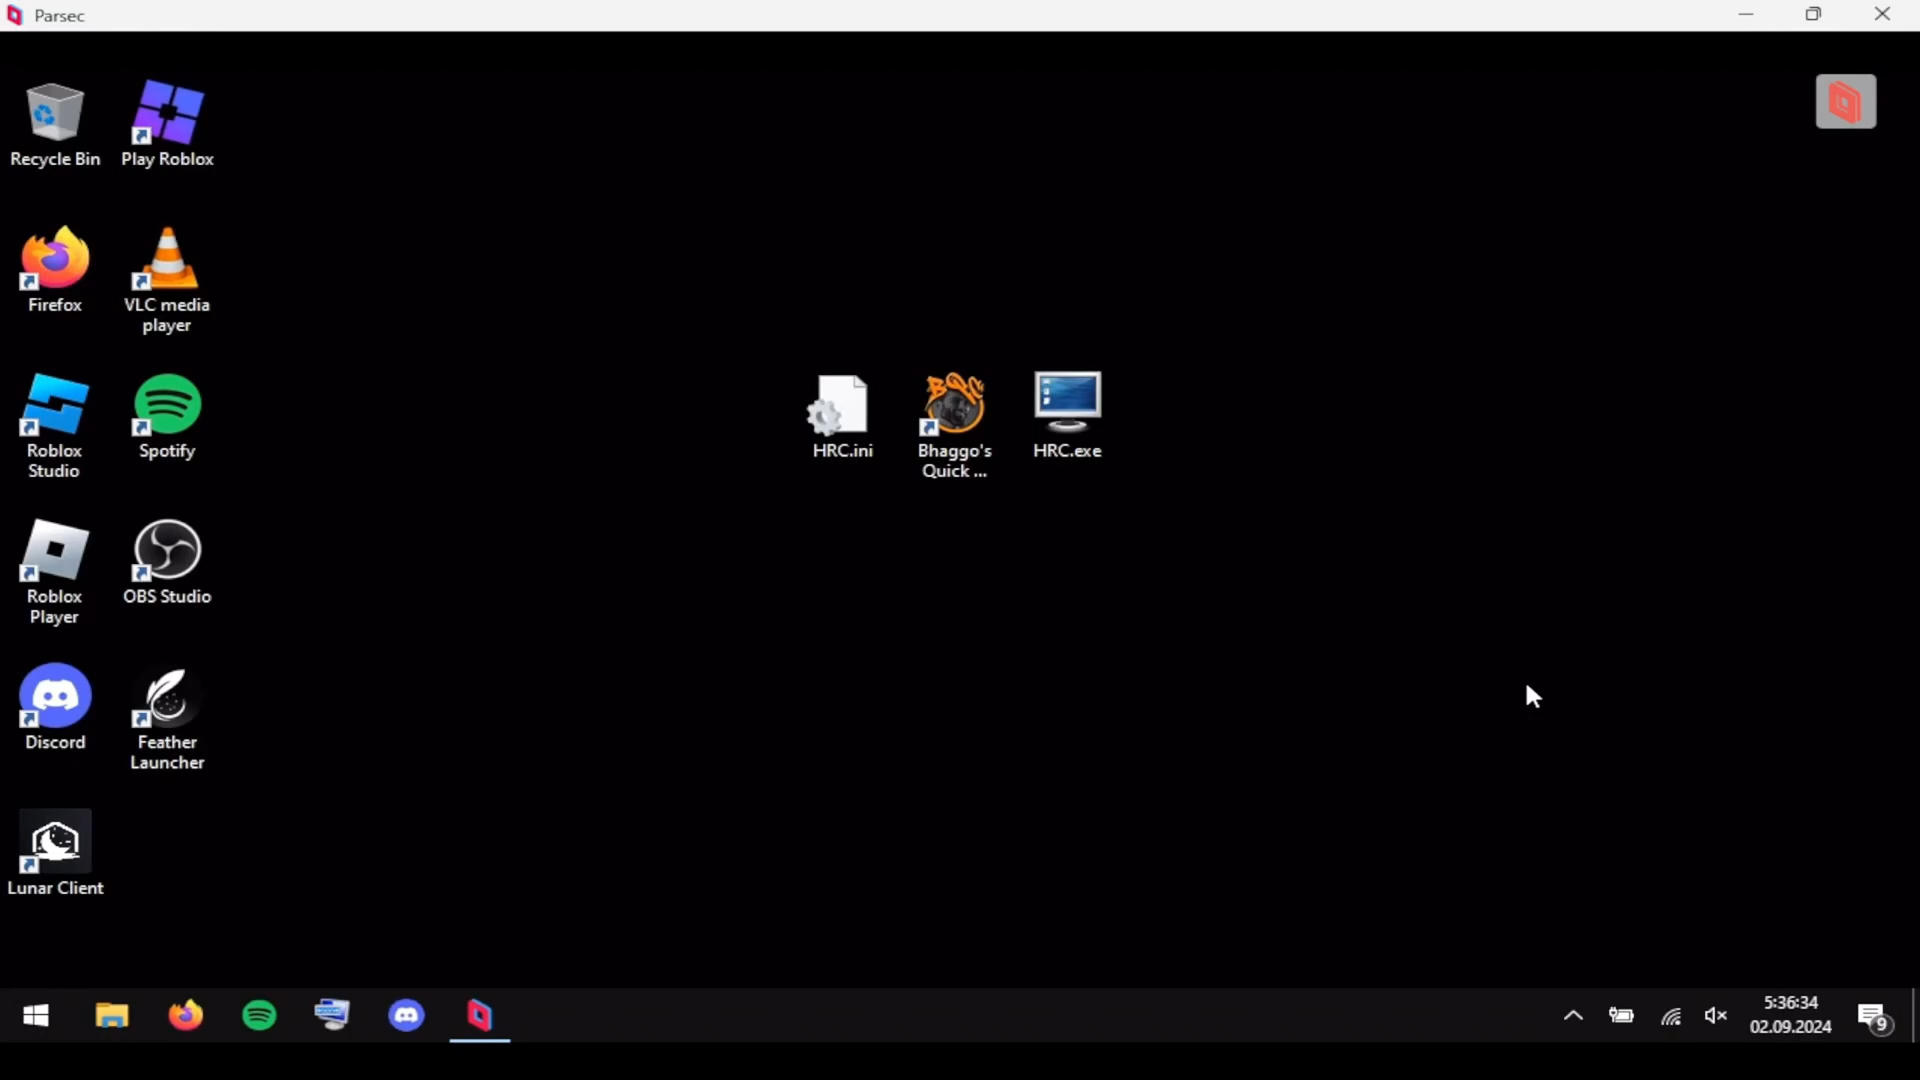 Parsec
Recycle Bin
Play Roblox
Firefox
VLC media
player
Roblox
Studio
Spotify
HRC.ini
Bhaggo's
Quick ...
HRC.exe
Roblox
Player
OBS Studio
Discord
Feather
Launcher
Lunar Client
5:36:34
02.09.2024
9